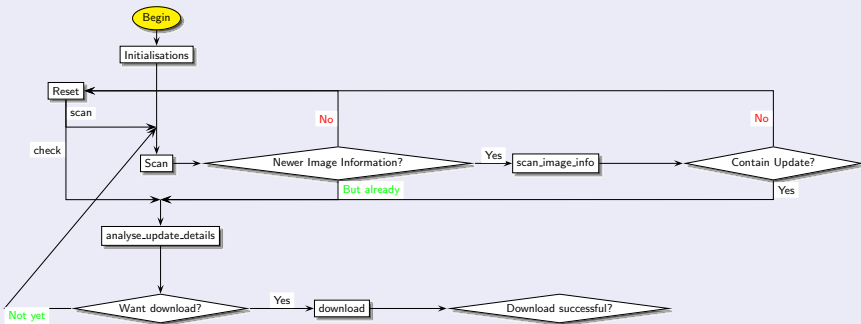 Begin
Initialisations
Reset
scan
No
No
check
Scan
Newer Image Information?
Yes
scan_image_info
Contain Update?
But already
Yes
analyse_update_details
Want download?
Yes
download
Download successful?
Not yet